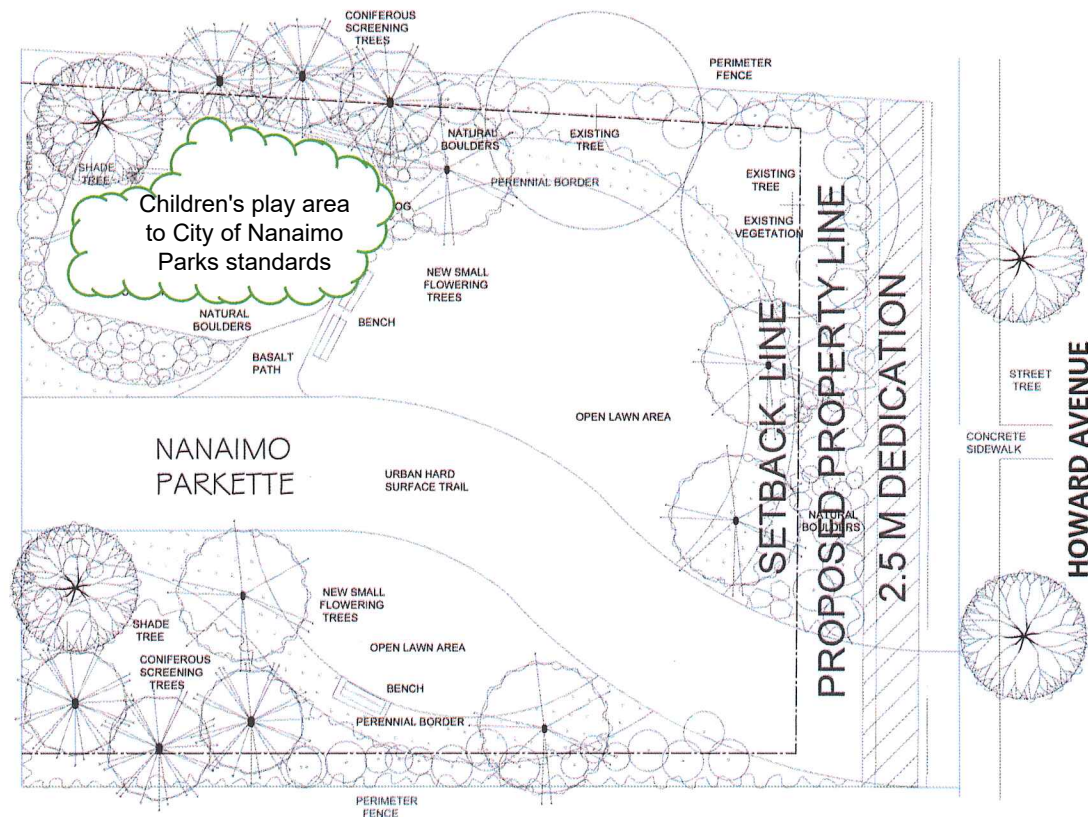 CONIFEROUS
SCREENING
TREES
PERIMETER
FENCE
NATURAL
BOULDERS
EXISTING
TREE
SHADE
TREE
PERENNIAL BORDER
EXISTING
TREE
Children's play area
to City of Nanaimo
Parks standards
OG
EXISTING
VEGETATION
NEW SMALL
FLOWERING
TREES
NATURAL
BOULDERS
BENCH
BASALT
PATH
STREET
TREE
OPEN LAWN AREA
CONCRETE
SIDEWALK
NANAIMO
PARKETTE
URBAN HARD
SURFACE TRAIL
NATURAL
BOULDERS
SETBACK LINE
PROPOSED PROPERTY LINE
2.5 M DEDICATION
HOWARD AVENUE
NEW SMALL
FLOWERING
TREES
SHADE
TREE
OPEN LAWN AREA
CONIFEROUS
SCREENING
TREES
BENCH
PERENNIAL BORDER
PERIMETER
FENCE